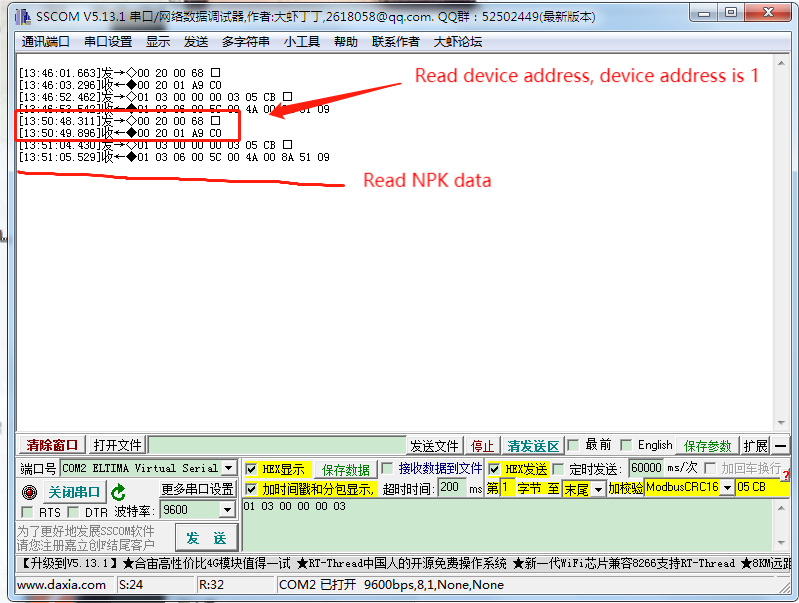 SSCOM V5.13.1 串口/网络数据调试器,作者:大虾丁丁,2618058@qq.com. QQ群：52502449(最新版本)
通讯端口 串口设置 显示 发送 多字符串 小工具 帮助 联系作者 大虾论坛
[13:46:01.663]发→◇00 20 00 68 □
[13:46:03.296]收←◆00 20 01 A9 C0
[13:46:52.462]发→◇01 03 00 00 00 03 05 CB □
[13:46:53.542]收←◆01 03 06 00 5C 00 4A 00 8A 51 09
[13:50:48.311]发→◇00 20 00 68 □
[13:50:49.896]收←◆00 20 01 A9 C0
[13:51:04.430]发→◇01 03 00 00 00 03 05 CB □
[13:51:05.529]收←◆01 03 06 00 5C 00 4A 00 8A 51 09
Read device address, device address is 1
Read NPK data
清除窗口 打开文件 发送文件 停止 清发送区 最前 English 保存参数 扩展 —
端口号 COM2 ELTIMA Virtual Serial HEX显示 保存数据 接收数据到文件 HEX发送 定时发送: 60000 ms/次 加回车换行
关闭串口 更多串口设置 加时间戳和分包显示, 超时时间: 200 ms 第 1 字节 至 末尾 加校验 ModbusCRC16 05 CB
RTS DTR 波特率: 9600
01 03 00 00 00 03
为了更好地发展SSCOM软件
请您注册嘉立创F结尾客户
发 送
【升级到V5.13.1】★合宙高性价比4G模块值得一试 ★RT-Thread中国人的开源免费操作系统 ★新一代WiFi芯片兼容8266支持RT-Thread ★8KM远距
www.daxia.com S:24 R:32 COM2 已打开 9600bps,8,1,None,None